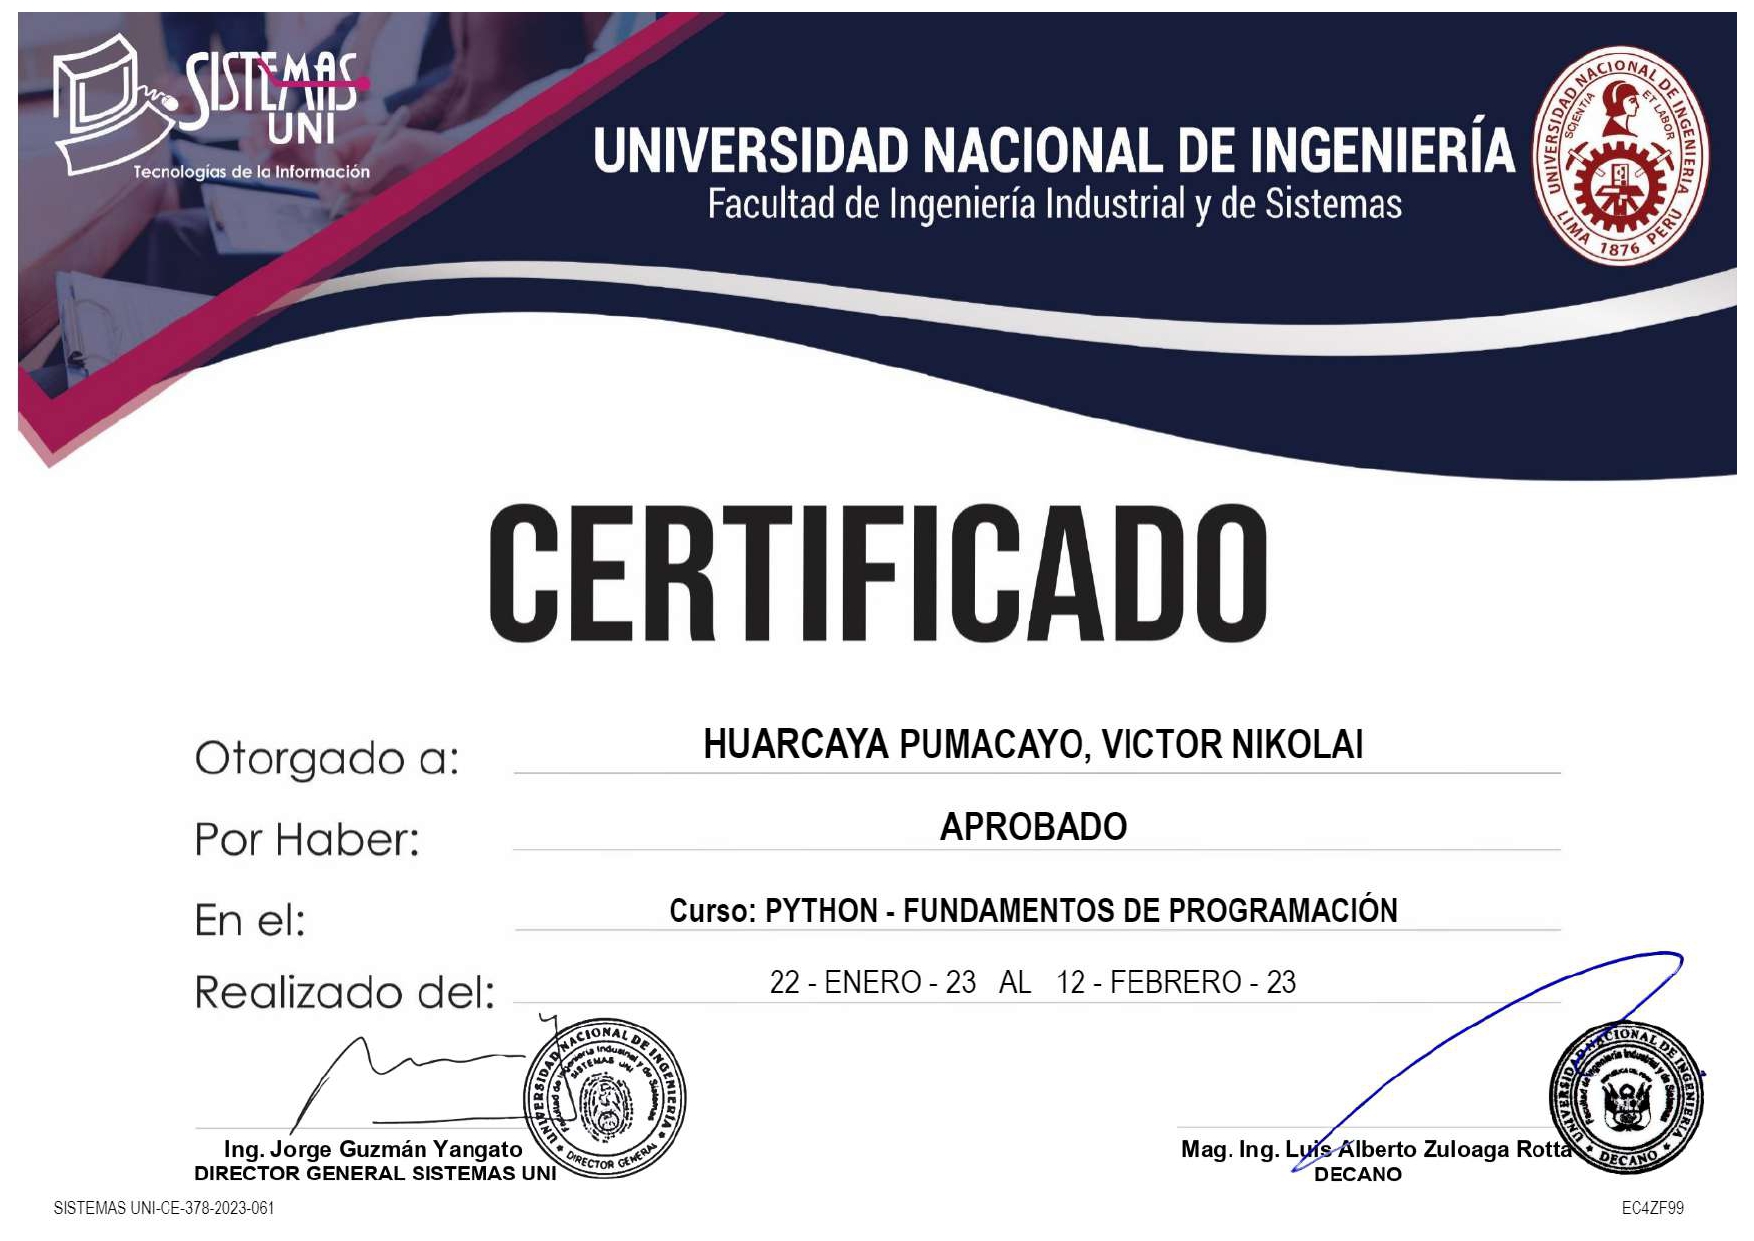 SISTEMAS
UNI
Tecnologías de la Información
UNIVERSIDAD NACIONAL DE INGENIERÍA
Facultad de Ingeniería Industrial y de Sistemas
UNIVERSIDAD NACIONAL DE INGENIERIA
SCIENTIA ET LABOR
LIMA 1876 PERU
CERTIFICADO
Otorgado a: HUARCAYA PUMACAYO, VICTOR NIKOLAI
Por Haber: APROBADO
En el: Curso: PYTHON - FUNDAMENTOS DE PROGRAMACIÓN
Realizado del: 22 - ENERO - 23 AL 12 - FEBRERO - 23
UNIVERSIDAD NACIONAL DE INGENIERIA
Facultad de Ingeniería Industrial y de Sistemas
SISTEMAS UNI
DIRECTOR GENERAL
UNIVERSIDAD NACIONAL DE INGENIERIA
Facultad de Ingeniería Industrial y de Sistemas
DECANO
Ing. Jorge Guzmán Yangato
DIRECTOR GENERAL SISTEMAS UNI
Mag. Ing. Luis Alberto Zuloaga Rotta
DECANO
SISTEMAS UNI-CE-378-2023-061
EC4ZF99